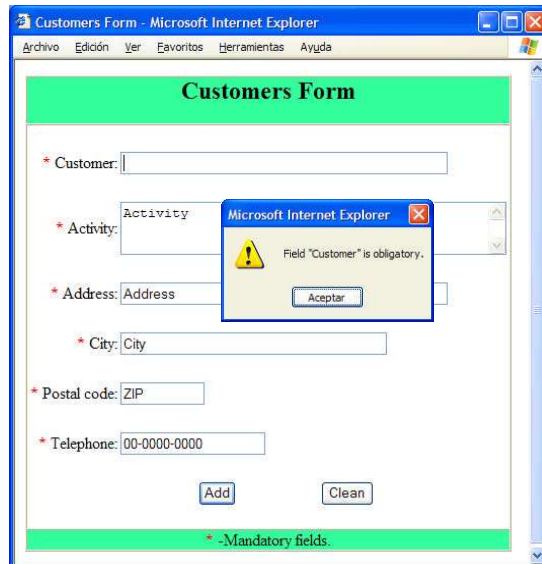 Customers Form - Microsoft Internet Explorer
Archivo Edición Ver Favoritos Herramientas Ayuda
Customers Form
* Customer:
* Activity: Activity
Microsoft Internet Explorer
Field "Customer" is obligatory.
Aceptar
* Address: Address
* City: City
* Postal code: ZIP
* Telephone: 00-0000-0000
Add Clean
* -Mandatory fields.